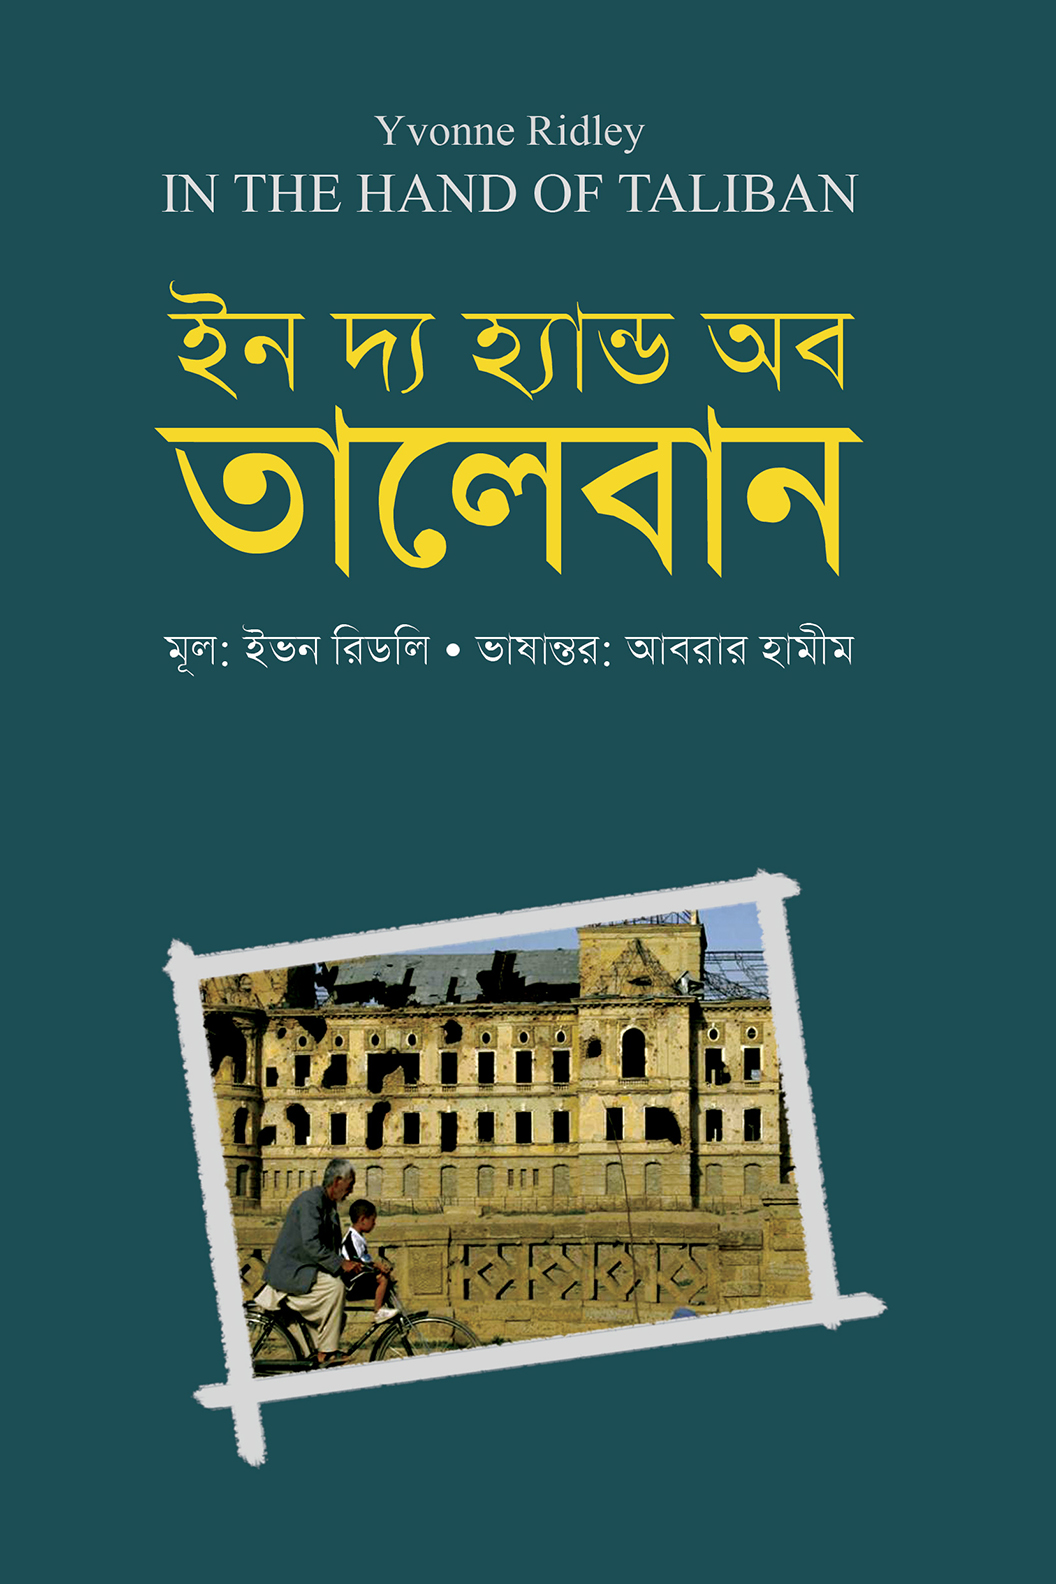 Yvonne Ridley
IN THE HAND OF TALIBAN
ইন দ্য হ্যান্ড অব
তালেবান
মূল: ইভন রিডলি • ভাষান্তর: আবরার হামীম